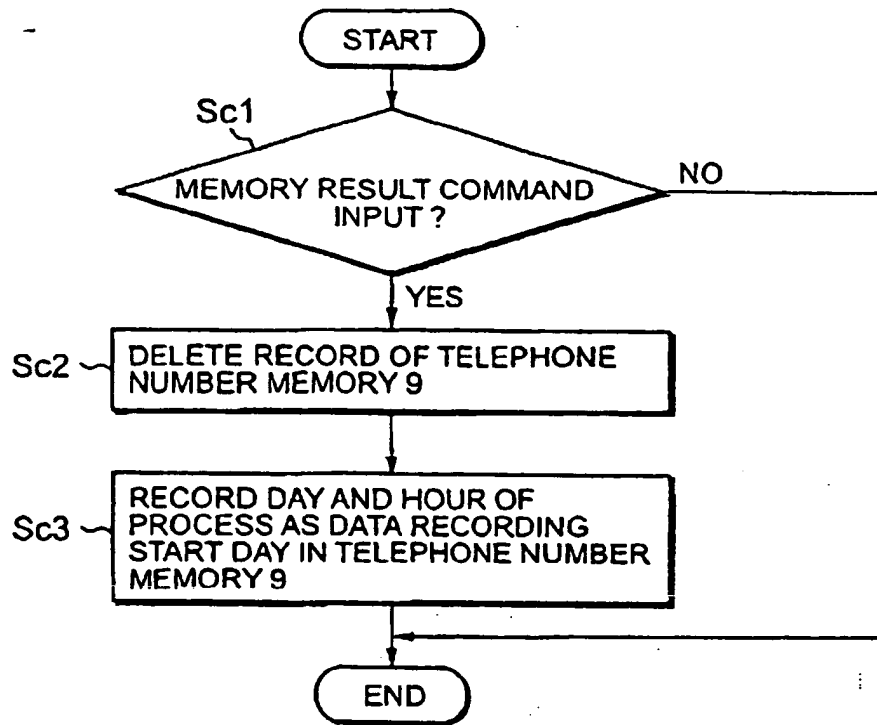 START
Sc1
MEMORY RESULT COMMAND
INPUT ?
NO
YES
Sc2
DELETE RECORD OF TELEPHONE
NUMBER MEMORY 9
Sc3
RECORD DAY AND HOUR OF
PROCESS AS DATA RECORDING
START DAY IN TELEPHONE NUMBER
MEMORY 9
END